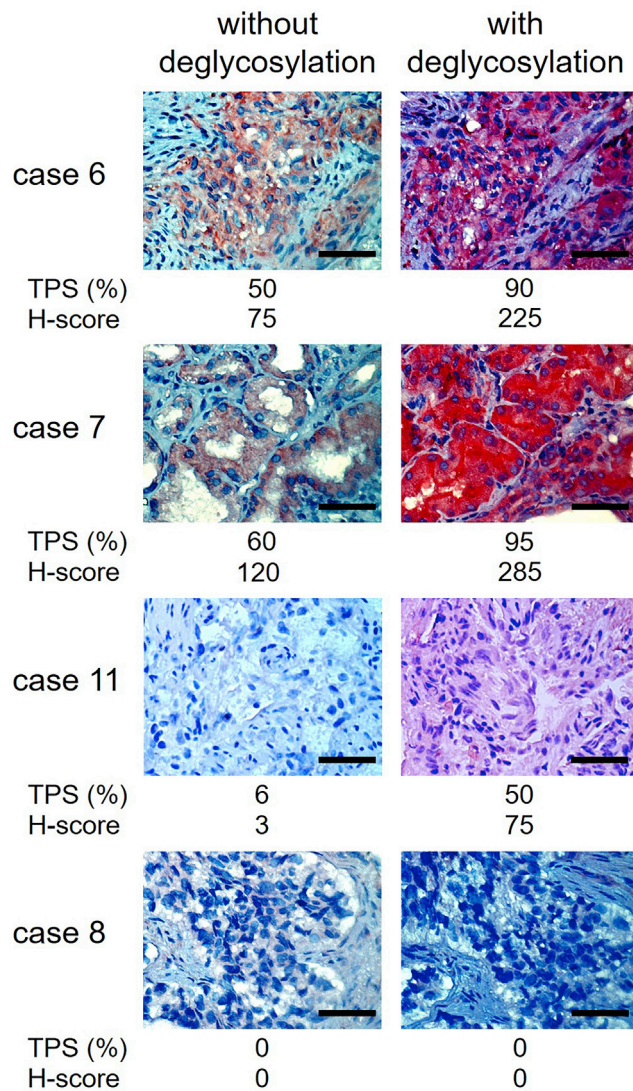 without deglycosylation
with deglycosylation
case 6
TPS (%) 50 90
H-score 75 225
case 7
TPS (%) 60 95
H-score 120 285
case 11
TPS (%) 6 50
H-score 3 75
case 8
TPS (%) 0 0
H-score 0 0